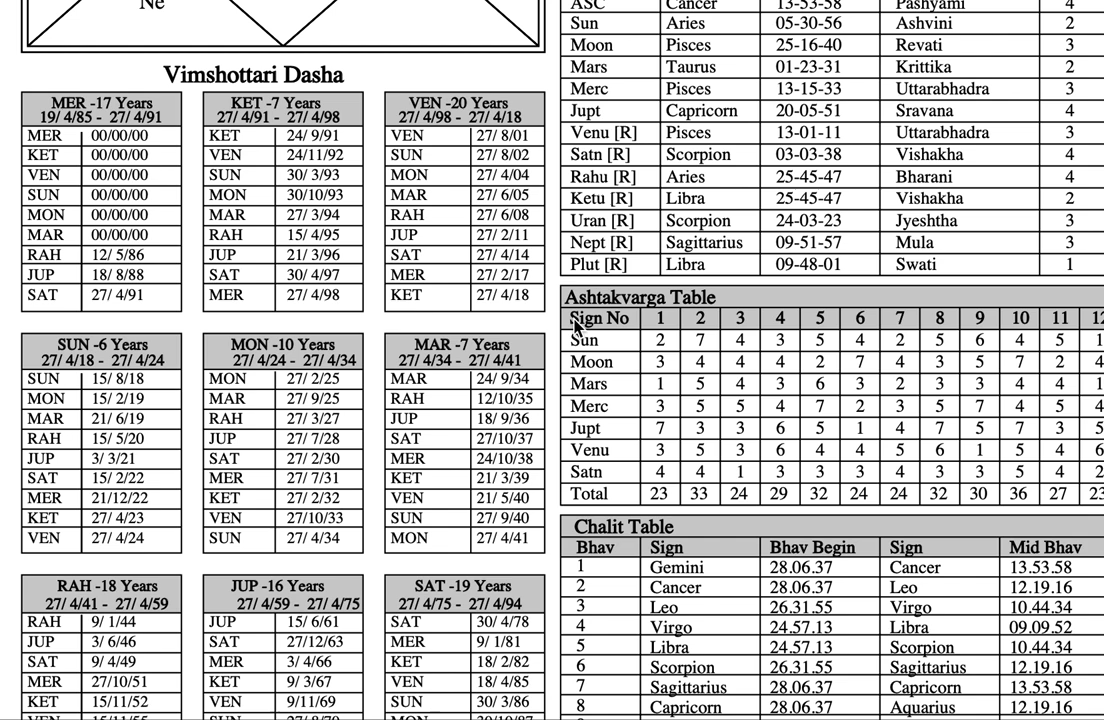 Ne
Vimshottari Dasha
MER -17 Years
19/ 4/85 - 27/ 4/91
MER 00/00/00
KET 00/00/00
VEN 00/00/00
SUN 00/00/00
MON 00/00/00
MAR 00/00/00
RAH 12/ 5/86
JUP 18/ 8/88
SAT 27/ 4/91
KET -7 Years
27/ 4/91 - 27/ 4/98
KET 24/ 9/91
VEN 24/11/92
SUN 30/ 3/93
MON 30/10/93
MAR 27/ 3/94
RAH 15/ 4/95
JUP 21/ 3/96
SAT 30/ 4/97
MER 27/ 4/98
VEN -20 Years
27/ 4/98 - 27/ 4/18
VEN 27/ 8/01
SUN 27/ 8/02
MON 27/ 4/04
MAR 27/ 6/05
RAH 27/ 6/08
JUP 27/ 2/11
SAT 27/ 4/14
MER 27/ 2/17
KET 27/ 4/18
SUN -6 Years
27/ 4/18 - 27/ 4/24
SUN 15/ 8/18
MON 15/ 2/19
MAR 21/ 6/19
RAH 15/ 5/20
JUP 3/ 3/21
SAT 15/ 2/22
MER 21/12/22
KET 27/ 4/23
VEN 27/ 4/24
MON -10 Years
27/ 4/24 - 27/ 4/34
MON 27/ 2/25
MAR 27/ 9/25
RAH 27/ 3/27
JUP 27/ 7/28
SAT 27/ 2/30
MER 27/ 7/31
KET 27/ 2/32
VEN 27/10/33
SUN 27/ 4/34
MAR -7 Years
27/ 4/34 - 27/ 4/41
MAR 24/ 9/34
RAH 12/10/35
JUP 18/ 9/36
SAT 27/10/37
MER 24/10/38
KET 21/ 3/39
VEN 21/ 5/40
SUN 27/ 9/40
MON 27/ 4/41
RAH -18 Years
27/ 4/41 - 27/ 4/59
RAH 9/ 1/44
JUP 3/ 6/46
SAT 9/ 4/49
MER 27/10/51
KET 15/11/52
VEN 15/11/55
JUP -16 Years
27/ 4/59 - 27/ 4/75
JUP 15/ 6/61
SAT 27/12/63
MER 3/ 4/66
KET 9/ 3/67
VEN 9/11/69
SUN 27/ 8/70
SAT -19 Years
27/ 4/75 - 27/ 4/94
SAT 30/ 4/78
MER 9/ 1/81
KET 18/ 2/82
VEN 18/ 4/85
SUN 30/ 3/86
MON 30/10/87
ASC Cancer 13-53-58 Pashyami 4
Sun Aries 05-30-56 Ashvini 2
Moon Pisces 25-16-40 Revati 3
Mars Taurus 01-23-31 Krittika 2
Merc Pisces 13-15-33 Uttarabhadra 3
Jupt Capricorn 20-05-51 Sravana 4
Venu [R] Pisces 13-01-11 Uttarabhadra 3
Satn [R] Scorpion 03-03-38 Vishakha 4
Rahu [R] Aries 25-45-47 Bharani 4
Ketu [R] Libra 25-45-47 Vishakha 2
Uran [R] Scorpion 24-03-23 Jyeshtha 3
Nept [R] Sagittarius 09-51-57 Mula 3
Plut [R] Libra 09-48-01 Swati 1
Ashtakvarga Table
Sign No 1 2 3 4 5 6 7 8 9 10 11 12
Sun 2 7 4 3 5 4 2 5 6 4 5 1
Moon 3 4 4 4 2 7 4 3 5 7 2 4
Mars 1 5 4 3 6 3 2 3 3 4 4 1
Merc 3 5 5 4 7 2 3 5 7 4 5 4
Jupt 7 3 3 6 5 1 4 7 5 7 3 5
Venu 3 5 3 6 4 4 5 6 1 5 4 6
Satn 4 4 1 3 3 3 4 3 3 5 4 2
Total 23 33 24 29 32 24 24 32 30 36 27 23
Chalit Table
Bhav Sign Bhav Begin Sign Mid Bhav
1 Gemini 28.06.37 Cancer 13.53.58
2 Cancer 28.06.37 Leo 12.19.16
3 Leo 26.31.55 Virgo 10.44.34
4 Virgo 24.57.13 Libra 09.09.52
5 Libra 24.57.13 Scorpion 10.44.34
6 Scorpion 26.31.55 Sagittarius 12.19.16
7 Sagittarius 28.06.37 Capricorn 13.53.58
8 Capricorn 28.06.37 Aquarius 12.19.16